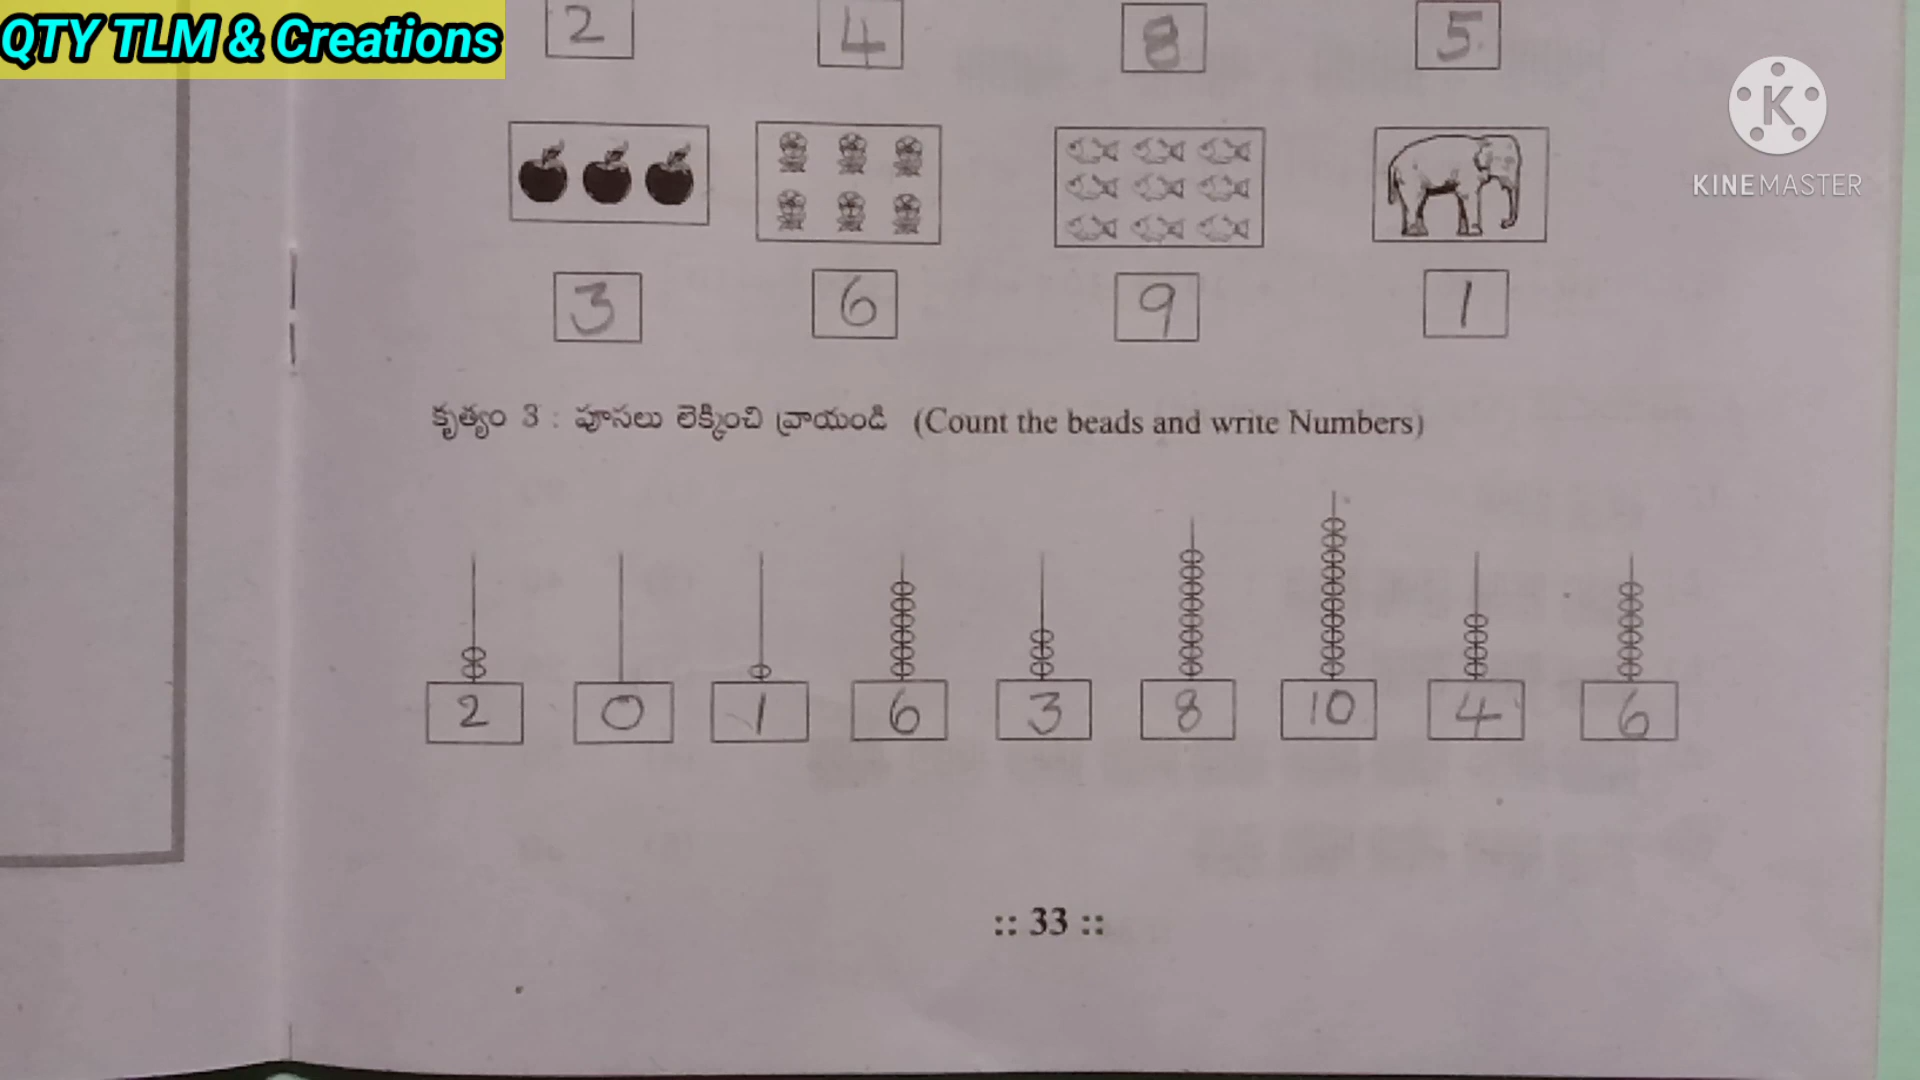 QTY TLM & Creations
2 4 8 5
K
KINEMASTER
3 6 9 1
కృత్యం 3 : పూసలు లెక్కించి వ్రాయండి (Count the beads and write Numbers)
2 0 1 6 3 8 10 4 6
:: 33 ::